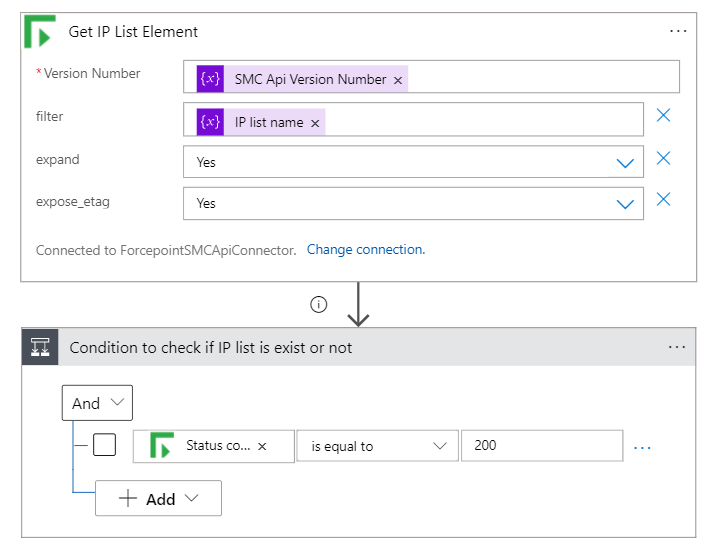 Get IP List Element
* Version Number {x} SMC Api Version Number ×
filter {x} IP list name ×
expand Yes
expose_etag Yes
Connected to ForcepointSMCApiConnector. Change connection.
Condition to check if IP list is exist or not
And
Status co... × is equal to 200
Add